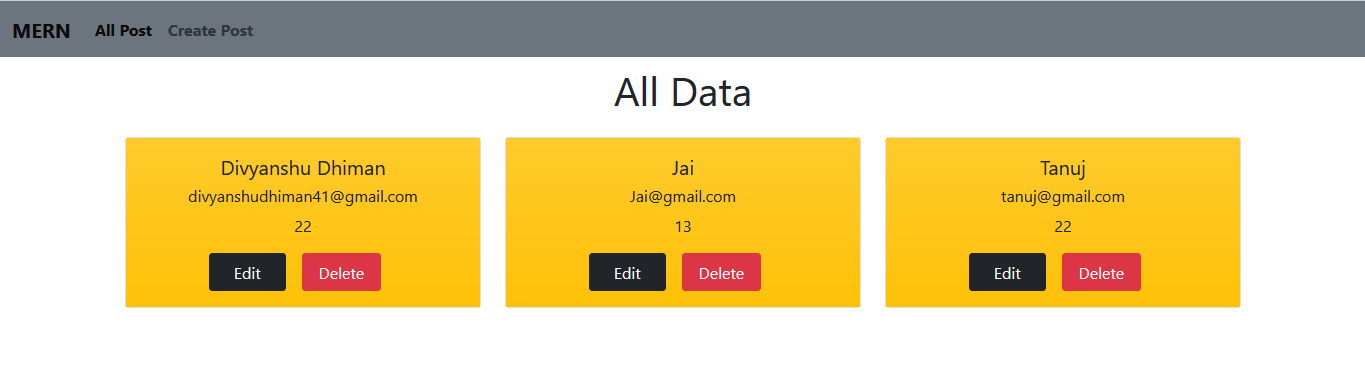 MERN All Post Create Post
All Data
Divyanshu Dhiman
divyanshudhiman41@gmail.com
22
Edit Delete
Jai
Jai@gmail.com
13
Edit Delete
Tanuj
tanuj@gmail.com
22
Edit Delete